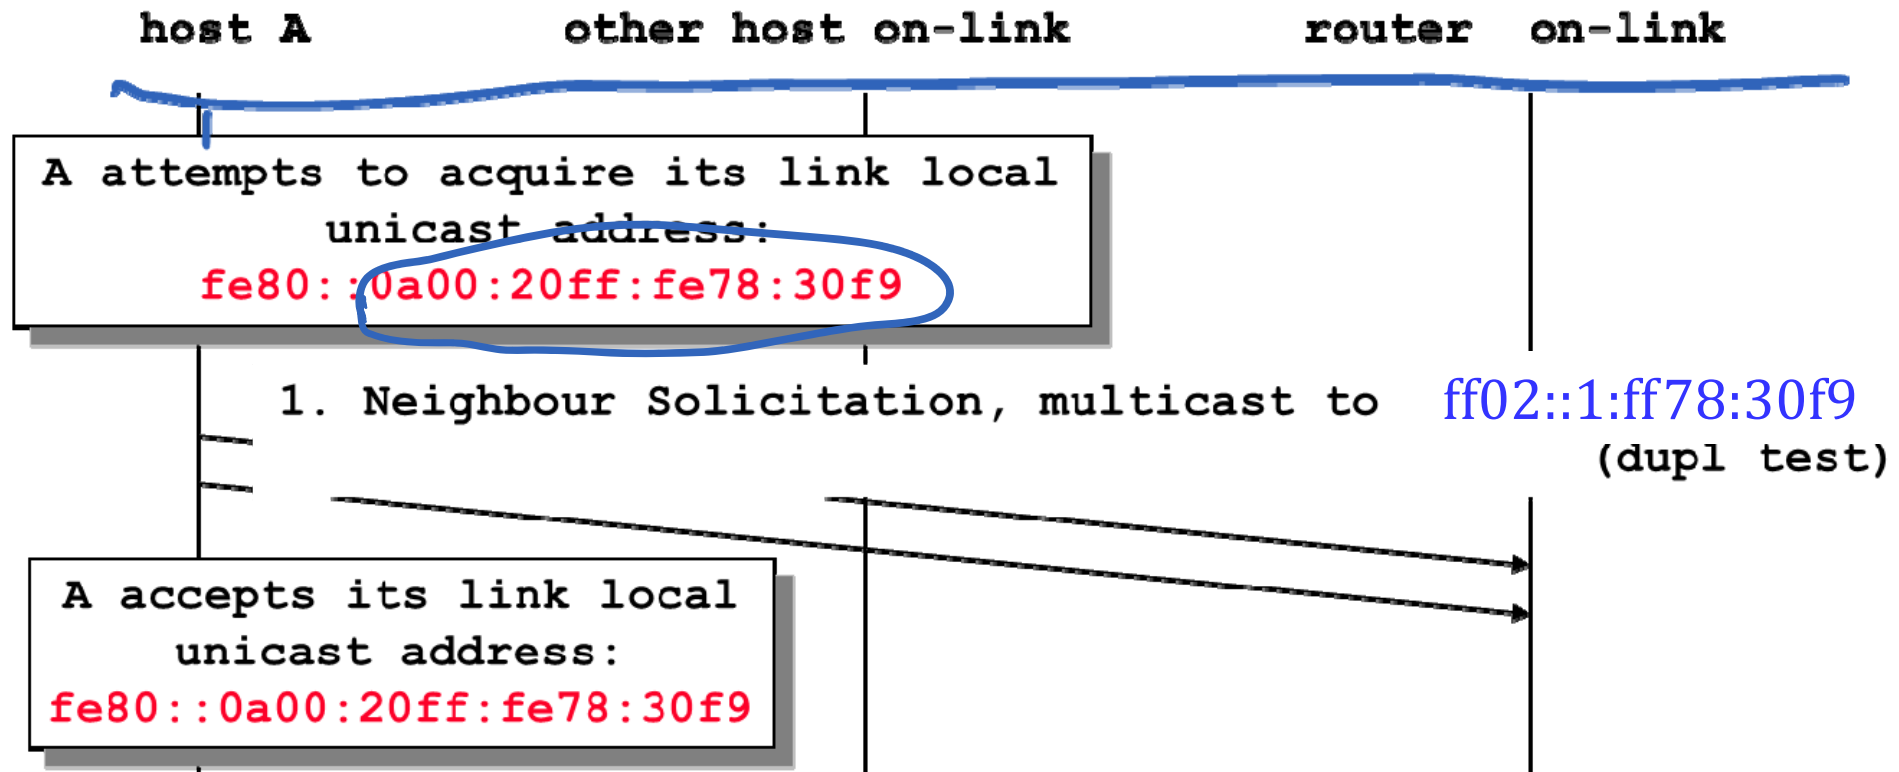 host A other host on-link router on-link
A attempts to acquire its link local
unicast address:
fe80::0a00:20ff:fe78:30f9
1. Neighbour Solicitation, multicast to ff02::1:ff78:30f9
(dupl test)
A accepts its link local
unicast address:
fe80::0a00:20ff:fe78:30f9